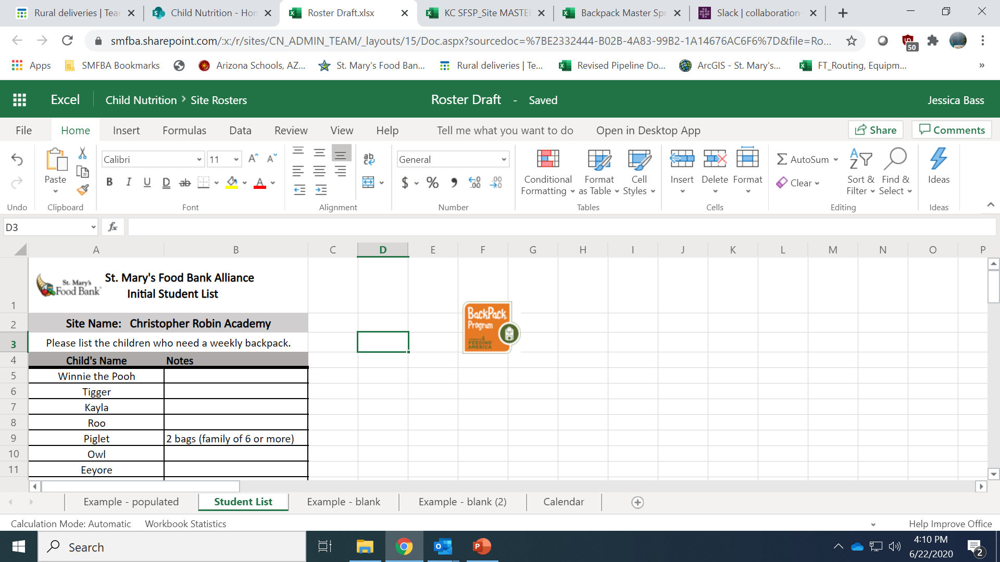 Rural deliveries | Tear
Child Nutrition - Hon
Roster Draft.xlsx
KC SFSP_Site MASTE
Backpack Master Spr
Slack | collaboration-
smfba.sharepoint.com/:x:/r/sites/CN_ADMIN_TEAM/_layouts/15/Doc.aspx?sourcedoc=%7BE2332444-B02B-4A83-99B2-1A14676AC6F6%7D&file=Ro...
50
Apps
SMFBA Bookmarks
Arizona Schools, AZ...
St. Mary's Food Ban...
Rural deliveries | Te...
Revised Pipeline Do...
ArcGIS - St. Mary's...
FT_Routing, Equipm...
»
Excel
Child Nutrition > Site Rosters
Roster Draft - Saved
Jessica Bass
File Home Insert Formulas Data Review View Help Tell me what you want to do Open in Desktop App
Share
Comments
Calibri 11
General
AutoSum
Clear
Paste
B I U D ab
$ % , .00 .00
Conditional Formatting
Format as Table
Cell Styles
Insert Delete Format
Sort & Filter
Find & Select
Ideas
Undo Clipboard Font Alignment Number Tables Cells Editing Ideas
D3
fx
A B C D E F G H I J K L M N O P
1
St. Mary's
Food Bank
St. Mary's Food Bank Alliance
Initial Student List
BackPack
Program
FEEDING
AMERICA
2 Site Name: Christopher Robin Academy
3 Please list the children who need a weekly backpack.
4 Child's Name Notes
5 Winnie the Pooh
6 Tigger
7 Kayla
8 Roo
9 Piglet 2 bags (family of 6 or more)
10 Owl
11 Eeyore
Example - populated
Student List
Example - blank
Example - blank (2)
Calendar
Calculation Mode: Automatic Workbook Statistics
Help Improve Office
Search
4:10 PM
6/22/2020
2